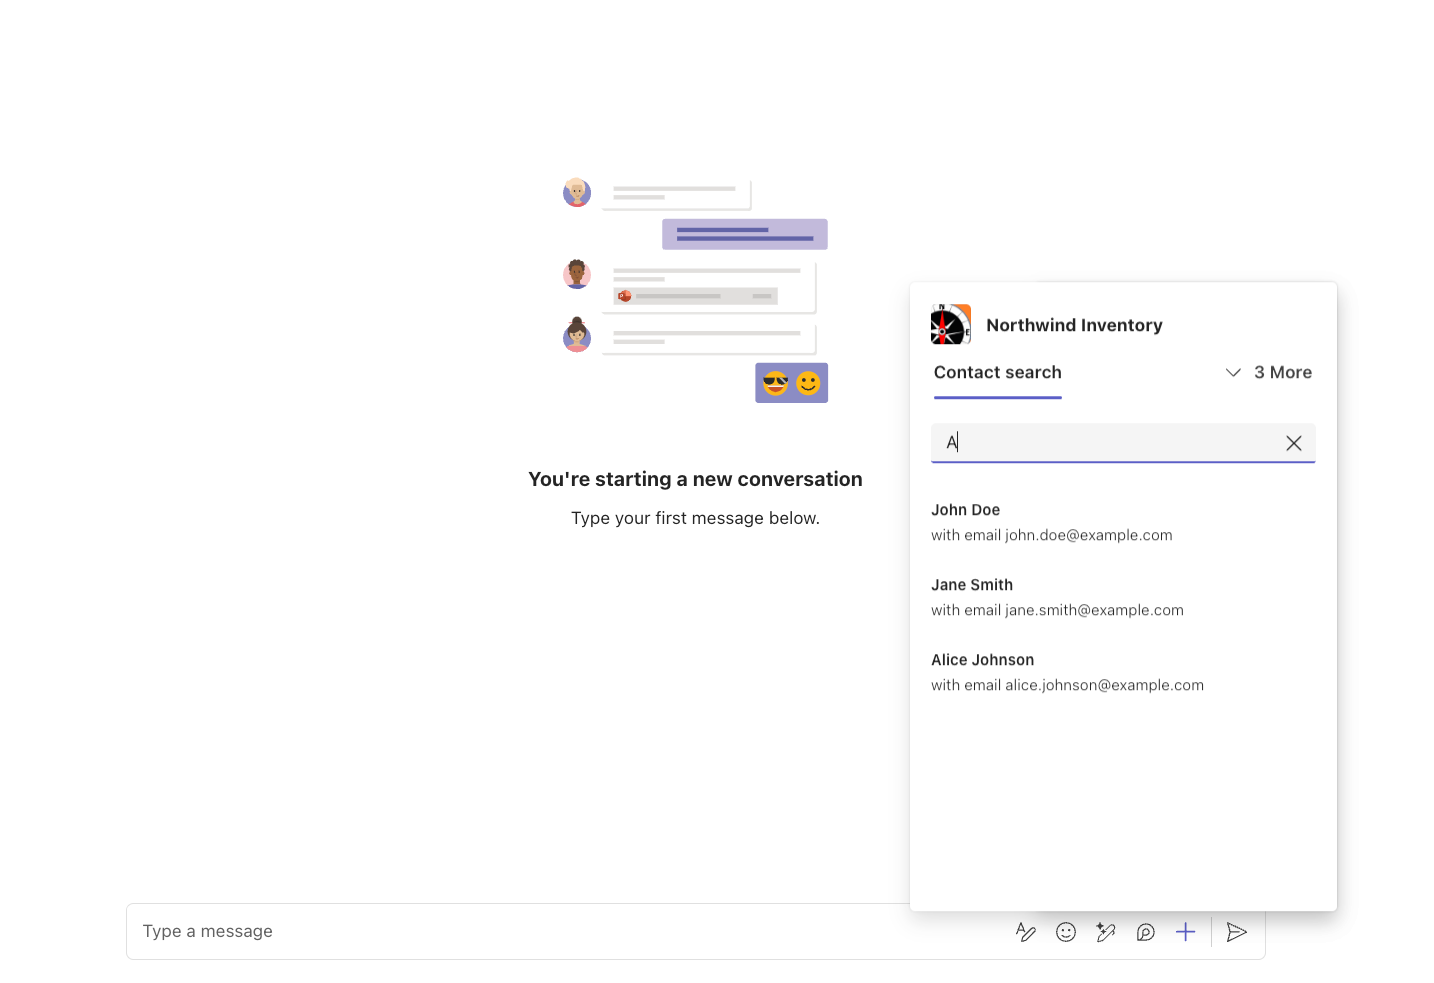 You're starting a new conversation
Type your first message below.
Northwind Inventory
Contact search
3 More
A
John Doe
with email john.doe@example.com
Jane Smith
with email jane.smith@example.com
Alice Johnson
with email alice.johnson@example.com
Type a message